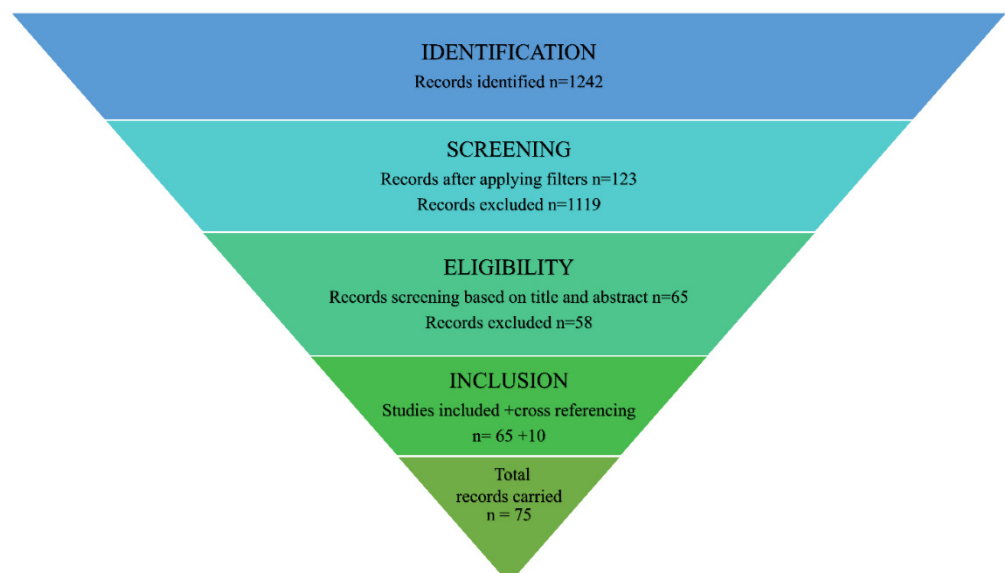 IDENTIFICATION
Records identified n=1242
SCREENING
Records after applying filters n=123
Records excluded n=1119
ELIGIBILITY
Records screening based on title and abstract n=65
Records excluded n=58
INCLUSION
Studies included +cross referencing
n= 65 +10
Total
records carried
n = 75